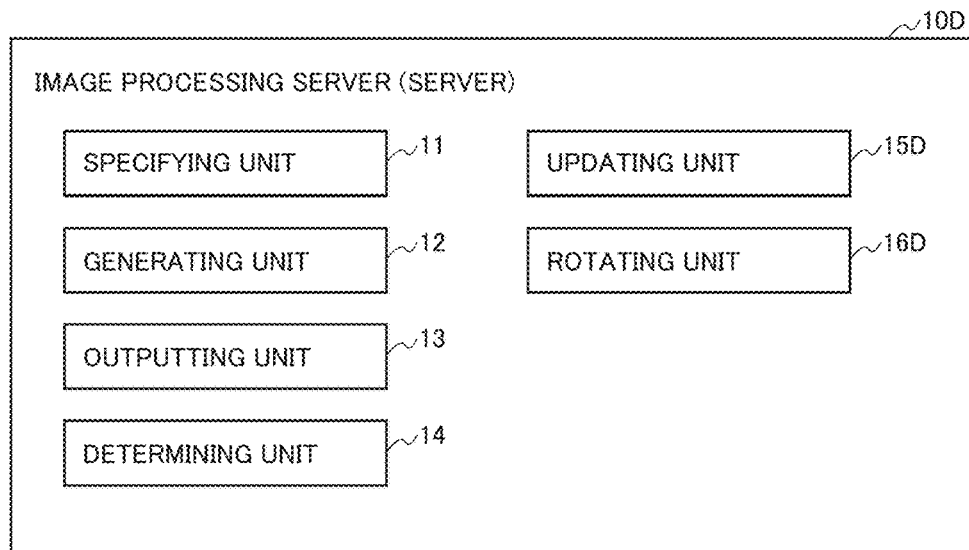 10D
IMAGE PROCESSING SERVER (SERVER)
SPECIFYING UNIT
11
GENERATING UNIT
12
OUTPUTTING UNIT
13
DETERMINING UNIT
14
UPDATING UNIT
15D
ROTATING UNIT
16D